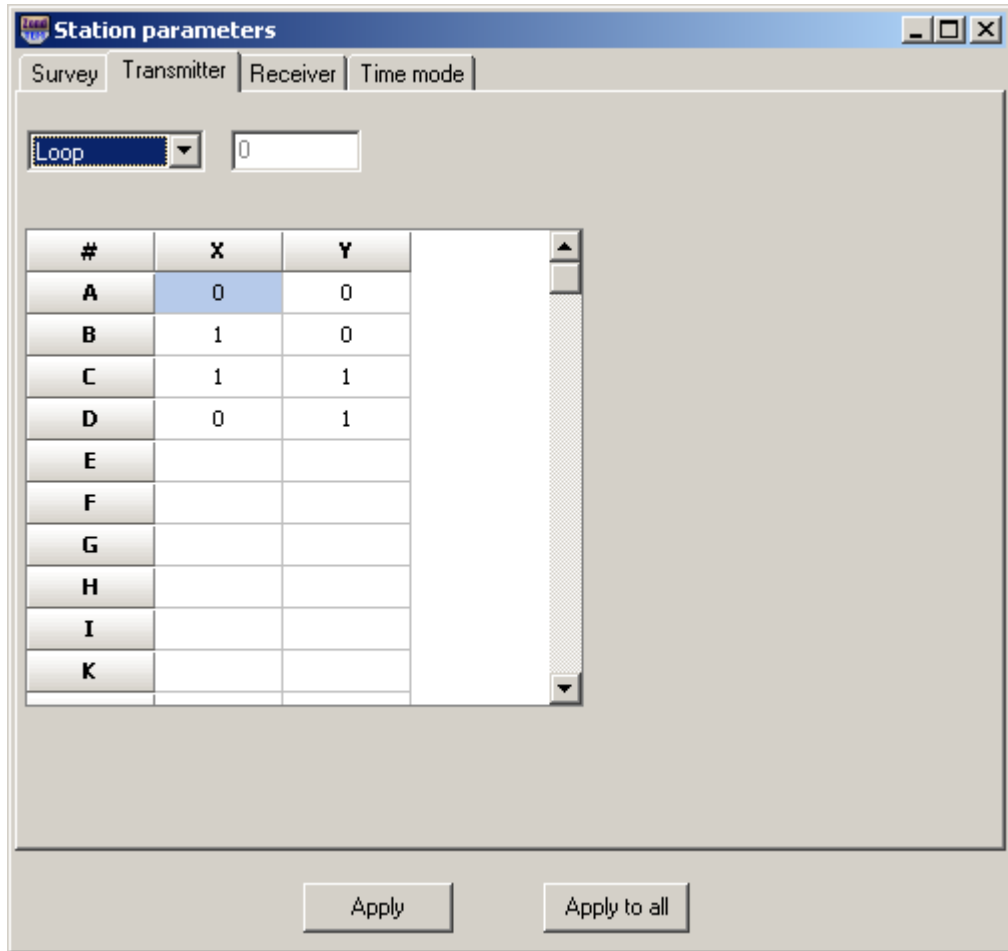 Station parameters
Survey Transmitter Receiver Time mode
Loop 0
# X Y
A 0 0
B 1 0
C 1 1
D 0 1
E
F
G
H
I
K
Apply Apply to all